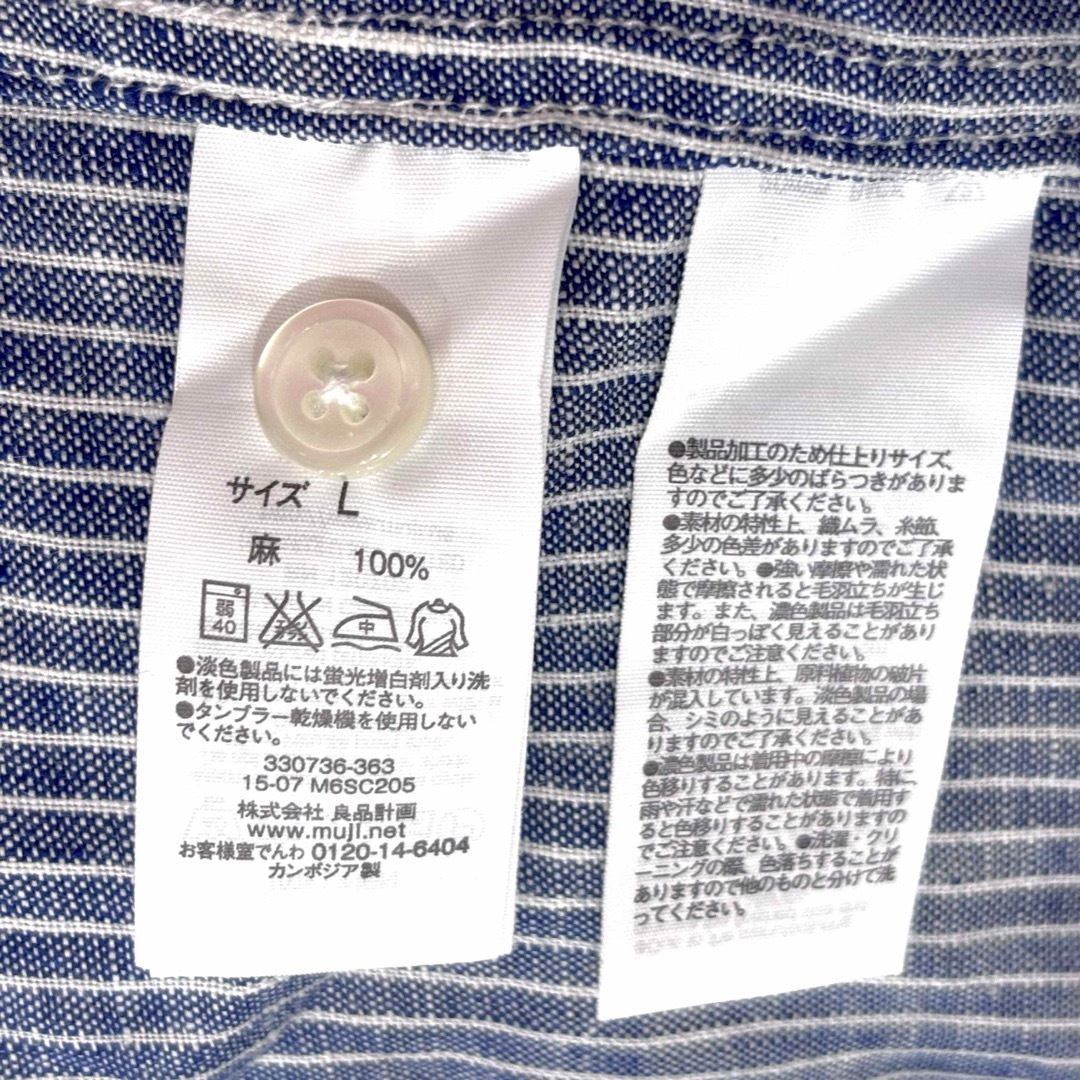 サイズ L
麻 100%
弱
40
中
●淡色製品には蛍光増白剤入り洗
剤を使用しないでください。
●タンブラー乾燥機を使用しない
でください。
330736-363
15-07 M6SC205
株式会社 良品計画
www.muji.net
お客様室でんわ 0120-14-6404
カンボジア製
●製品加工のため仕上りサイズ、
色などに多少のばらつきがありま
すのでご了承ください。
●素材の特性上、織ムラ、糸節、
多少の色差がありますのでご了承
ください。●強い摩擦や濡れた状
態で摩擦されると毛羽立ちが生じ
ます。また、濃色製品は毛羽立ち
部分が白っぽく見えることがあり
ますのでご注意ください。
●素材の特性上、原料植物の破片
が混入しています。淡色製品の場
合、シミのように見えることがあ
りますのでご了承ください。
●濃色製品は着用中の摩擦により
色移りすることがあります。特に、
雨や汗などで濡れた状態で着用す
ると色移りすることがありますの
でご注意ください。●洗濯・クリ
ーニングの際、色落ちすることが
ありますので他のものと分けて洗
ってください。